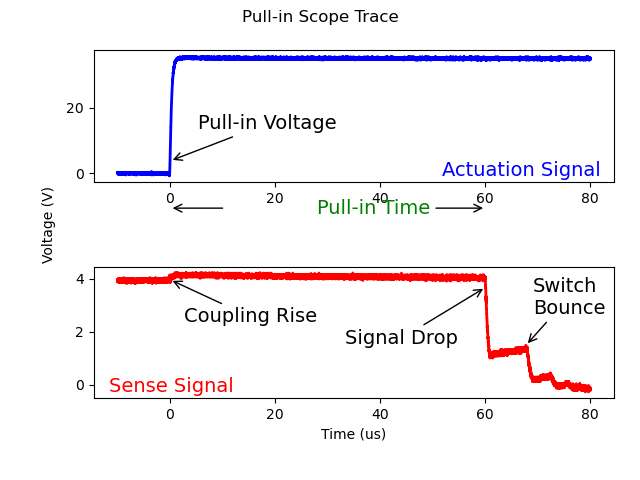 Pull-in Scope Trace
20
0
Pull-in Voltage
Actuation Signal
0 20 40 60 80
Pull-in Time
Voltage (V)
4
2
0
Coupling Rise
Signal Drop
Switch
Bounce
Sense Signal
0 20 40 60 80
Time (us)